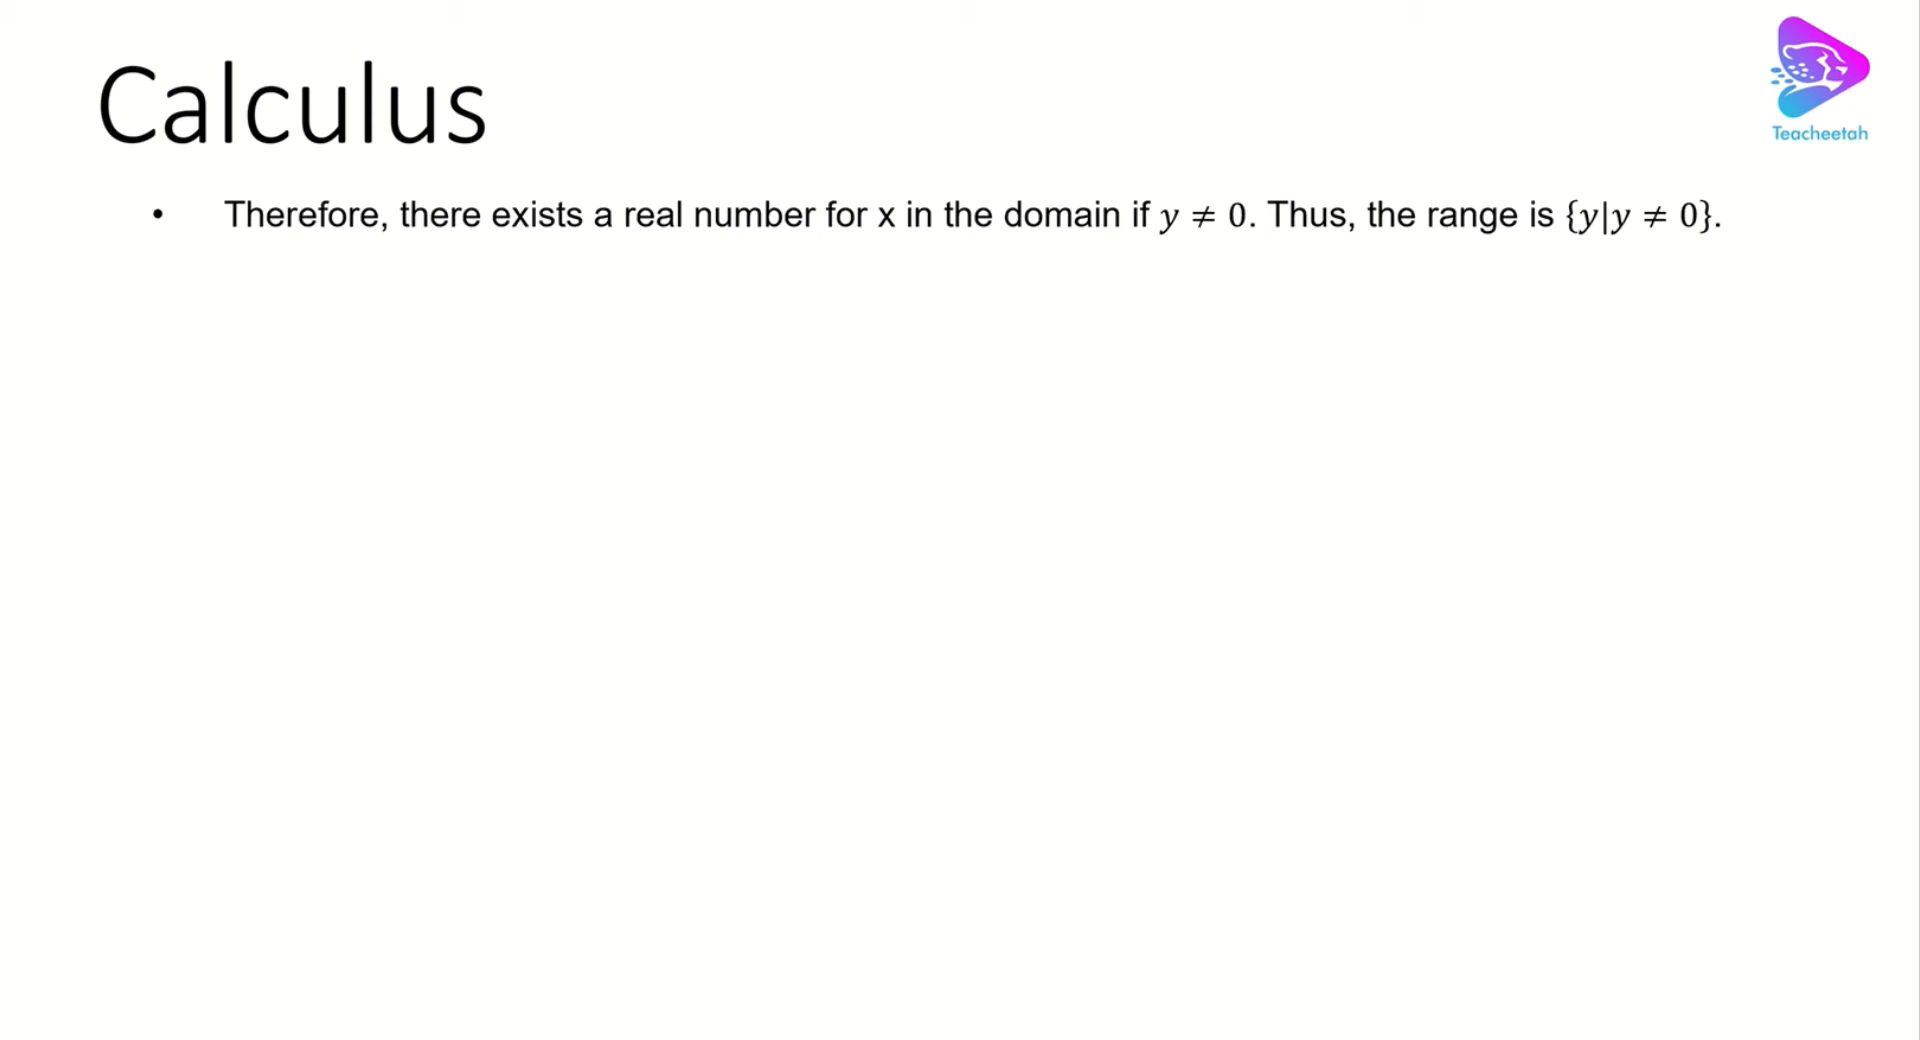 Calculus
Teacheetah
• Therefore, there exists a real number for x in the domain if y ≠ 0. Thus, the range is {y|y ≠ 0}.